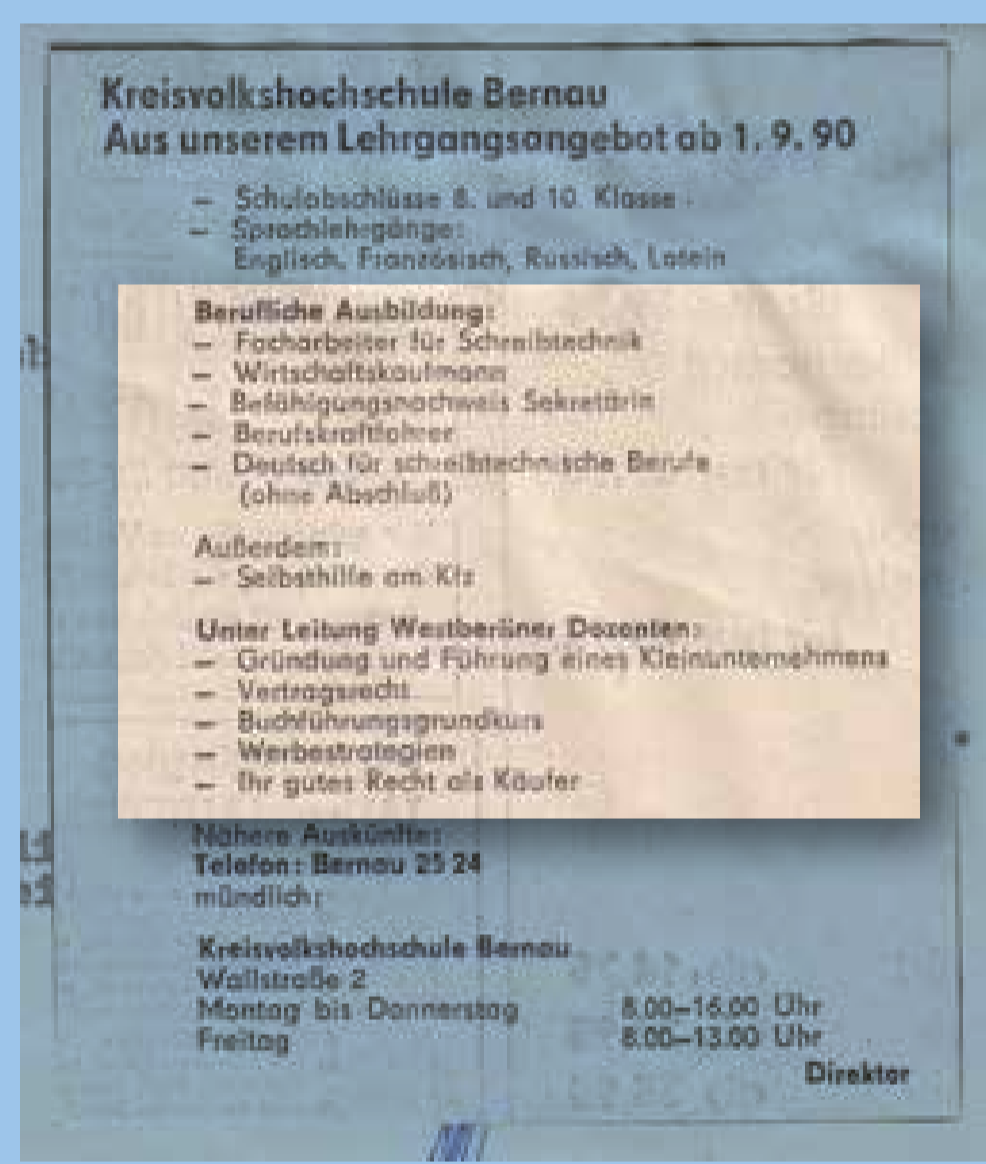 Kreisvolkshochschule Bernau
Aus unserem Lehrgangsangebot ab 1. 9. 90
– Schulabschlüsse 8. und 10. Klasse
– Sprachlehrgänge:
Englisch, Französisch, Russisch, Latein
Berufliche Ausbildung:
– Facharbeiter für Schreibtechnik
– Wirtschaftskaufmann
– Befähigungsnachweis Sekretärin
– Berufskraftfahrer
– Deutsch für schreibtechnische Berufe
(ohne Abschluß)
Außerdem:
– Selbsthilfe am Kfz
Unter Leitung Westberliner Dozenten:
– Gründung und Führung eines Kleinunternehmens
– Vertragsrecht
– Buchführungsgrundkurs
– Werbestrategien
– Ihr gutes Recht als Käufer
Nähere Auskünfte:
Telefon: Bernau 25 24
mündlich:
Kreisvolkshochschule Bernau
Wallstraße 2
Montag bis Donnerstag 8.00–16.00 Uhr
Freitag 8.00–13.00 Uhr
Direktor